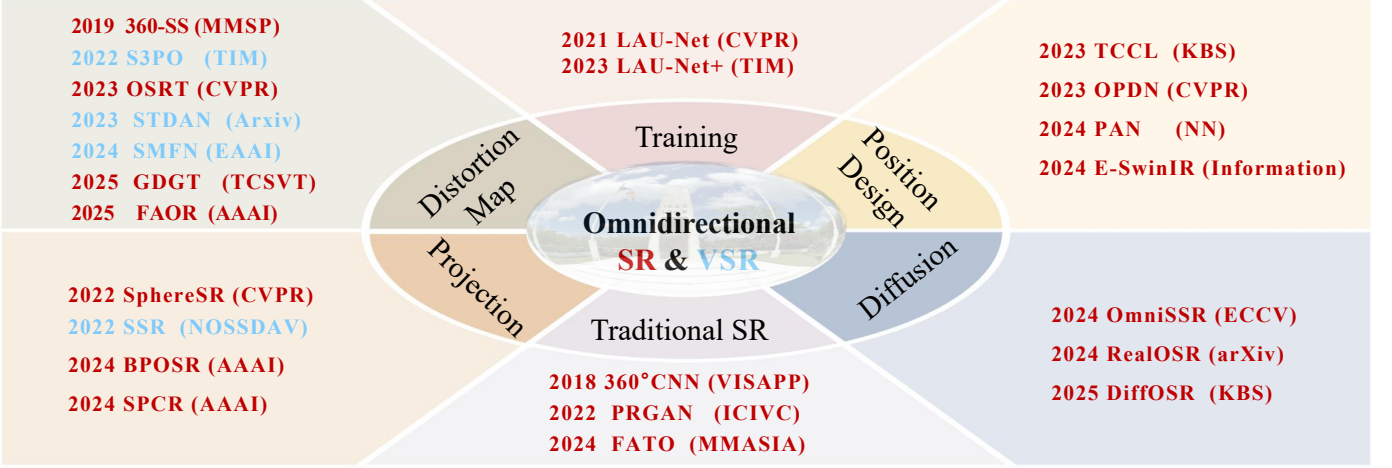 2019 360-SS (MMSP)
2022 S3PO (TIM)
2023 OSRT (CVPR)
2023 STDAN (Arxiv)
2024 SMFN (EAAI)
2025 GDGT (TCSVT)
2025 FAOR (AAAI)
2021 LAU-Net (CVPR)
2023 LAU-Net+ (TIM)
2023 TCCL (KBS)
2023 OPDN (CVPR)
2024 PAN (NN)
2024 E-SwinIR (Information)
Distortion
Map
Training
Position
Design
Omnidirectional
SR & VSR
Projection
Traditional SR
Diffusion
2022 SphereSR (CVPR)
2022 SSR (NOSSDAV)
2024 BPOSR (AAAI)
2024 SPCR (AAAI)
2018 360°CNN (VISAPP)
2022 PRGAN (ICIVC)
2024 FATO (MMASIA)
2024 OmniSSR (ECCV)
2024 RealOSR (arXiv)
2025 DiffOSR (KBS)